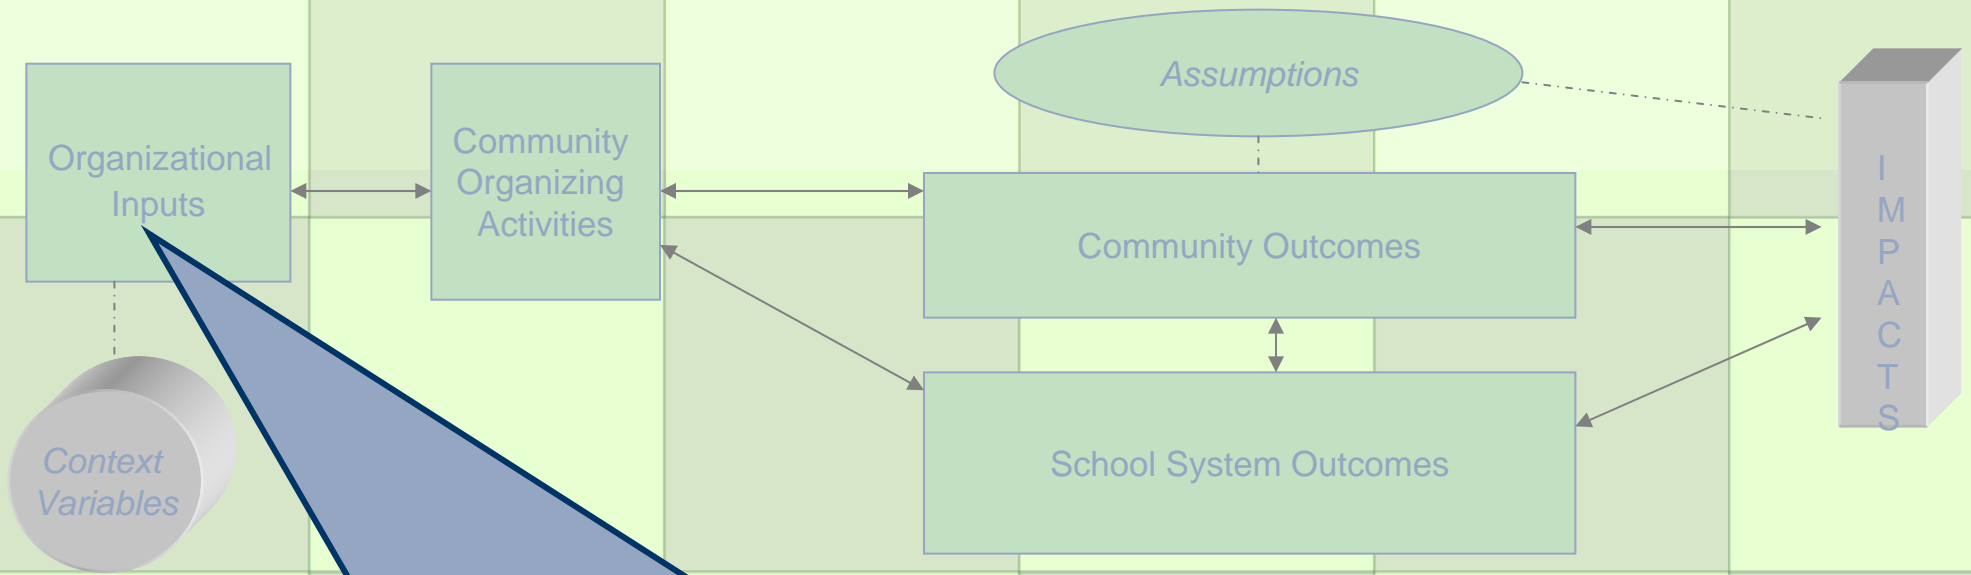 Organizational
Inputs
Community
Organizing
Activities
Assumptions
Community Outcomes
School System Outcomes
Context
Variables
I
M
P
A
C
T
S